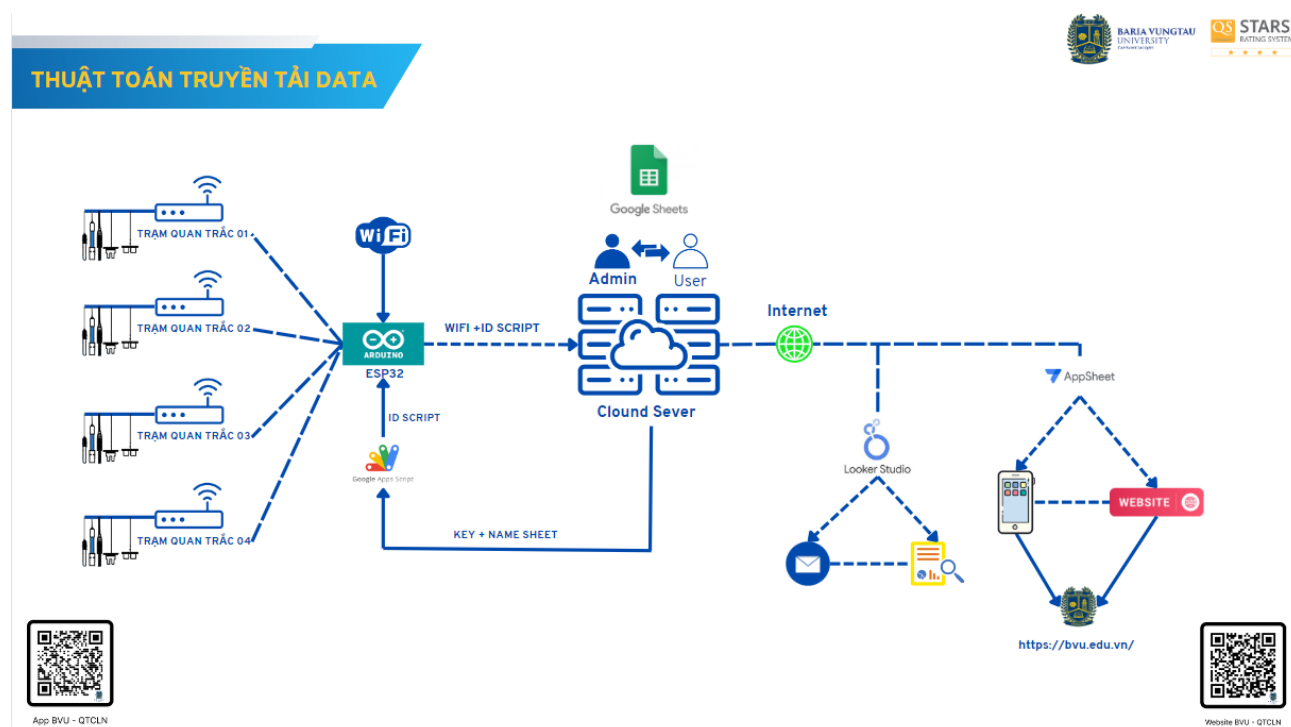 BARIA VUNGTAU
UNIVERSITY
QS STARS
RATING SYSTEM
THUẬT TOÁN TRUYỀN TẢI DATA
Google Sheets
TRẠM QUAN TRẮC 01
WiFi
Admin
User
TRẠM QUAN TRẮC 02
ARDUINO
ESP32
WIFI +ID SCRIPT
Internet
AppSheet
Clound Sever
ID SCRIPT
TRẠM QUAN TRẮC 03
Google Apps Script
Looker Studio
WEBSITE
TRẠM QUAN TRẮC 04
KEY + NAME SHEET
https://bvu.edu.vn/
App BVU - QTCLN
Website BVU - QTCLN